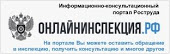 Информационно-консультационный
портал Роструда
ОНЛАЙНИНСПЕКЦИЯ.РФ
На портале Вы можете оставить обращение
в инспекцию, получить консультацию и многое другое